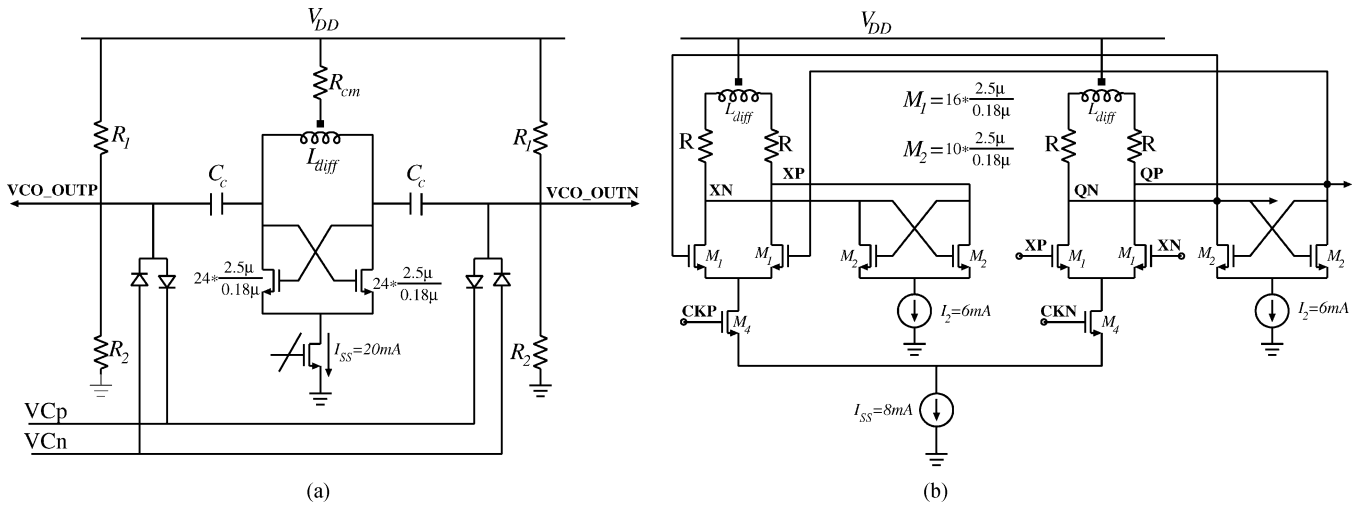 V_DD
R_cm
R_1
R_1
L_diff
C_c
C_c
VCO_OUTP
VCO_OUTN
24* 2.5μ/0.18μ
24* 2.5μ/0.18μ
R_2
R_2
I_SS=20mA
VCp
VCn
(a)
V_DD
L_diff
L_diff
M_1=16* 2.5μ/0.18μ
M_2=10* 2.5μ/0.18μ
R
R
R
R
XN
XP
QN
QP
M_1
M_1
M_2
M_2
XP
M_1
M_1
XN
M_2
M_2
CKP
M_4
I_2=6mA
CKN
M_4
I_2=6mA
I_SS=8mA
(b)